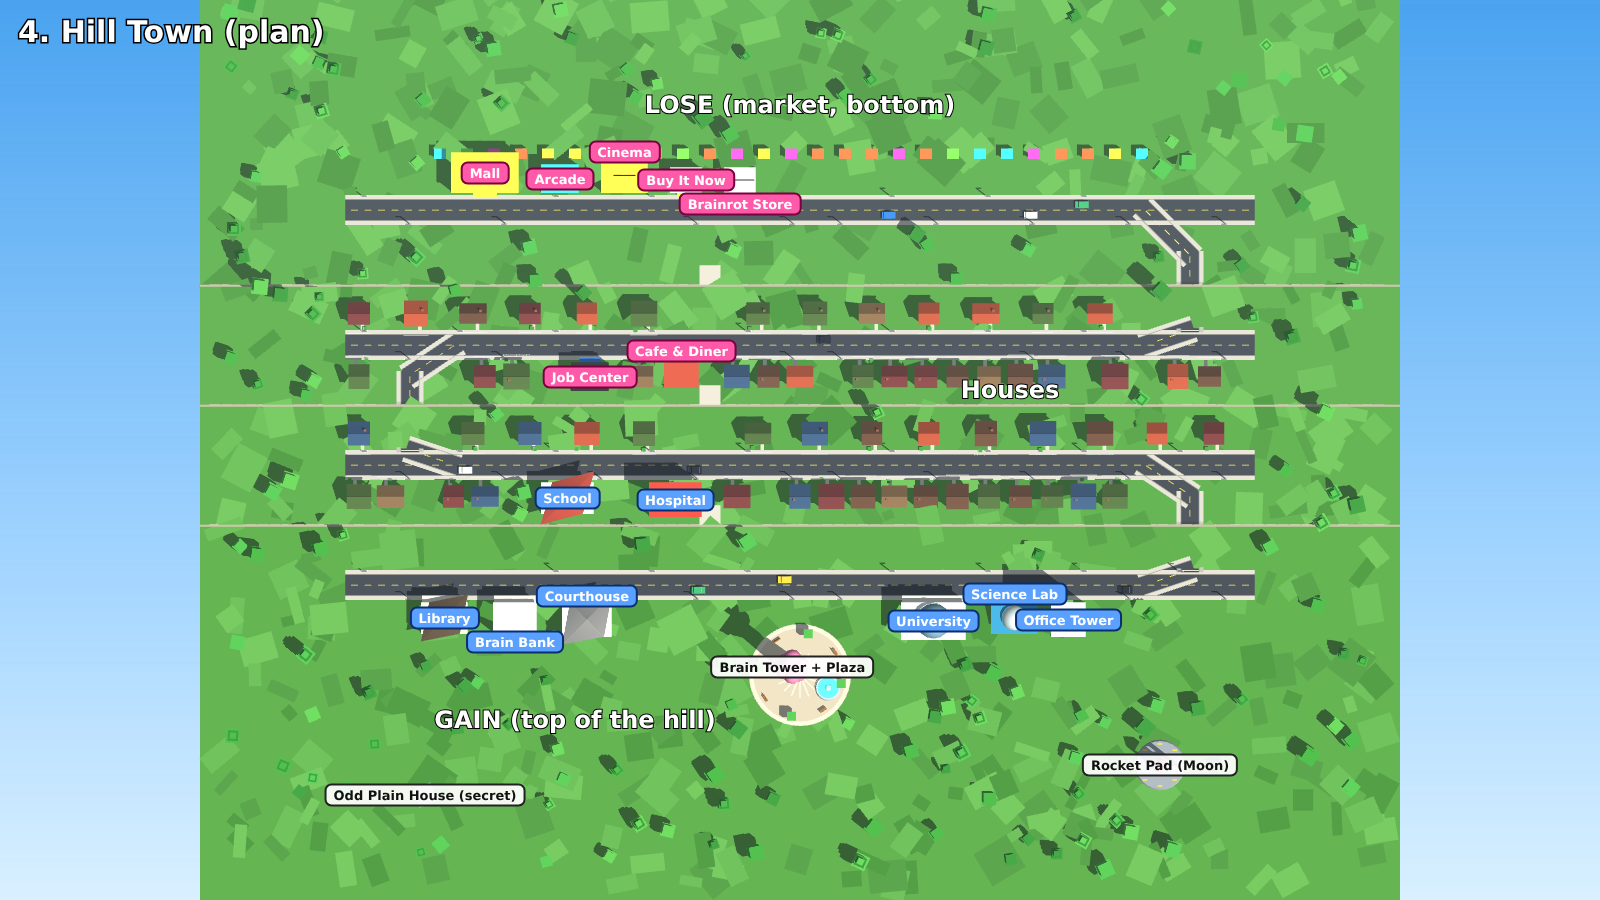 4. Hill Town (plan)
LOSE (market, bottom)
Cinema
Mall
Arcade
Buy It Now
Brainrot Store
Cafe & Diner
Job Center
Houses
School
Hospital
Courthouse
Science Lab
Library
University
Office Tower
Brain Bank
Brain Tower + Plaza
GAIN (top of the hill)
Rocket Pad (Moon)
Odd Plain House (secret)